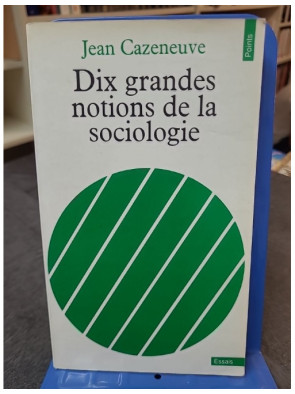 Jean Cazeneuve
Points
Dix grandes
notions de la
sociologie
Essais